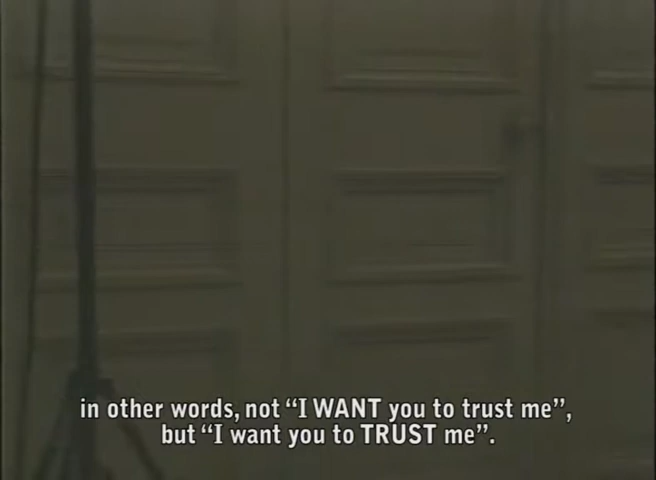 in other words, not “I WANT you to trust me”,
but “I want you to TRUST me”.